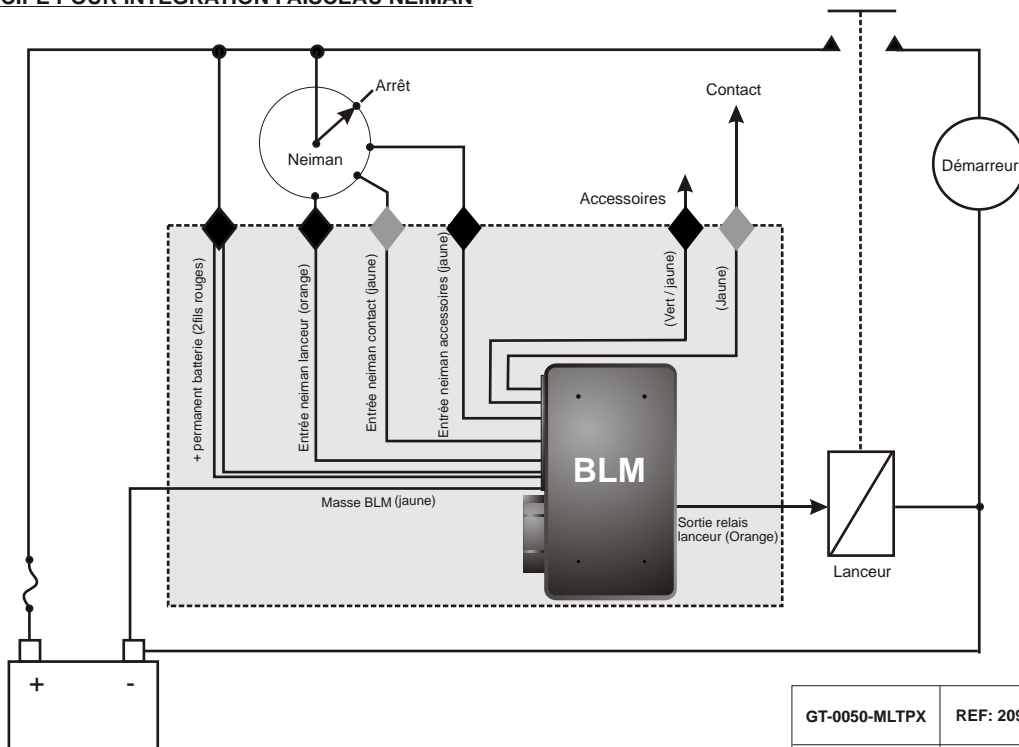 POUR INTEGRATION FAISCEAU NEIMAN
Arrêt
Contact
Neiman
Démarreur
Accessoires
+ permanent batterie (2fils rouges)
Entrée neiman lanceur (orange)
Entrée neiman contact (jaune)
Entrée neiman accessoires (jaune)
(Vert / jaune)
(Jaune)
BLM
Masse BLM (jaune)
Sortie relais
lanceur (Orange)
Lanceur
+ -
GT-0050-MLTPX
REF: 209